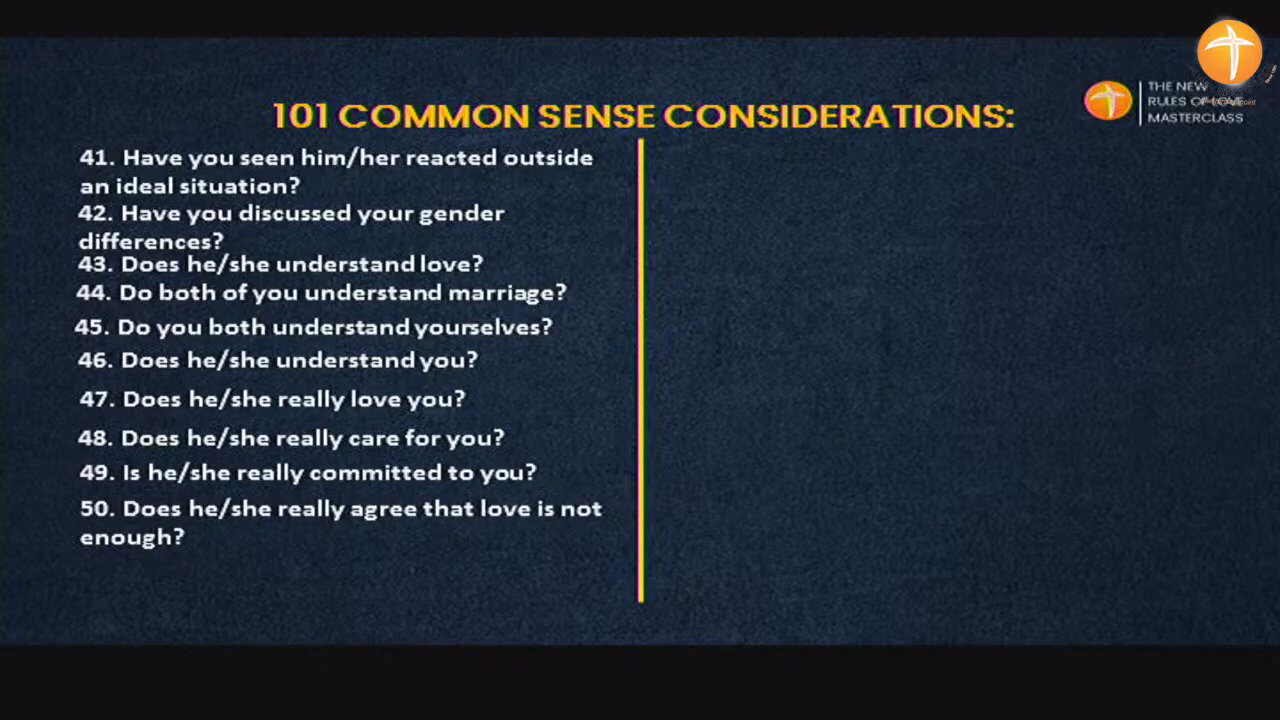 101 COMMON SENSE CONSIDERATIONS:
THE NEW
RULES OF
MASTERCLASS
41. Have you seen him/her reacted outside
an ideal situation?
42. Have you discussed your gender
differences?
43. Does he/she understand love?
44. Do both of you understand marriage?
45. Do you both understand yourselves?
46. Does he/she understand you?
47. Does he/she really love you?
48. Does he/she really care for you?
49. Is he/she really committed to you?
50. Does he/she really agree that love is not
enough?